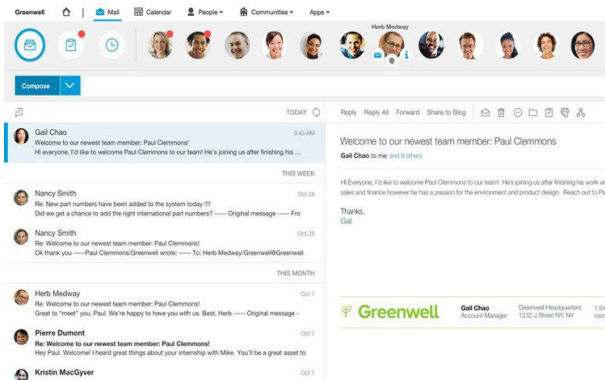 Greenwell
Mail
Calendar
People
Communities
Apps
Herb Medway
Compose
TODAY
Gail Chao
9:43 AM
Welcome to our newest team member: Paul Clemmons!
Hi everyone, I'd like to welcome Paul Clemmons to our team! He's joining us after finishing his ...
THIS WEEK
Nancy Smith
Oct 28
Re: New part numbers have been added to the system today !!!!
Did we get a chance to add the right international part numbers? ----- Original message ----- Fro
Nancy Smith
Oct 28
Re: Welcome to our newest team member: Paul Clemmons!
Ok thank you -----Paul Clemmons/Greenwell wrote: ----- To: Herb Medway/Greenwell@Greenwell
THIS MONTH
Herb Medway
Oct 7
Re: Welcome to our newest team member: Paul Clemmons!
Great to "meet" you, Paul. We're happy to have you with us. Best, Herb ----- Original message -
Pierre Dumont
Oct 7
Re: Welcome to our newest team member: Paul Clemmons!
Hey Paul, Welcome! I heard great things about your internship with Mike. You'll be a great asset to
Kristin MacGyver
Oct 7
Reply Reply All Forward Share to Blog
Welcome to our newest team member: Paul Clemmons
Gail Chao to me and 9 others
Hi Everyone, I'd like to welcome Paul Clemmons to our team! He's joining us after finishing his work w
sales and finance however he has a passion for the environment and product design. Reach out to Pa
Thanks,
Gail
Greenwell
Gail Chao
Account Manager
Greenwell Headquarters
1232 J Street NY, NY